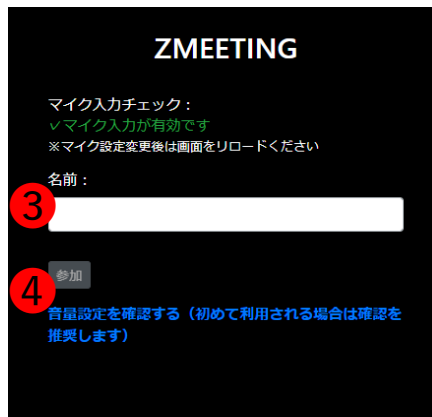 ZMEETING
マイク入力チェック：
✓マイク入力が有効です
※マイク設定変更後は画面をリロードください
名前：
3
参加
4
音量設定を確認する（初めて利用される場合は確認を
推奨します）